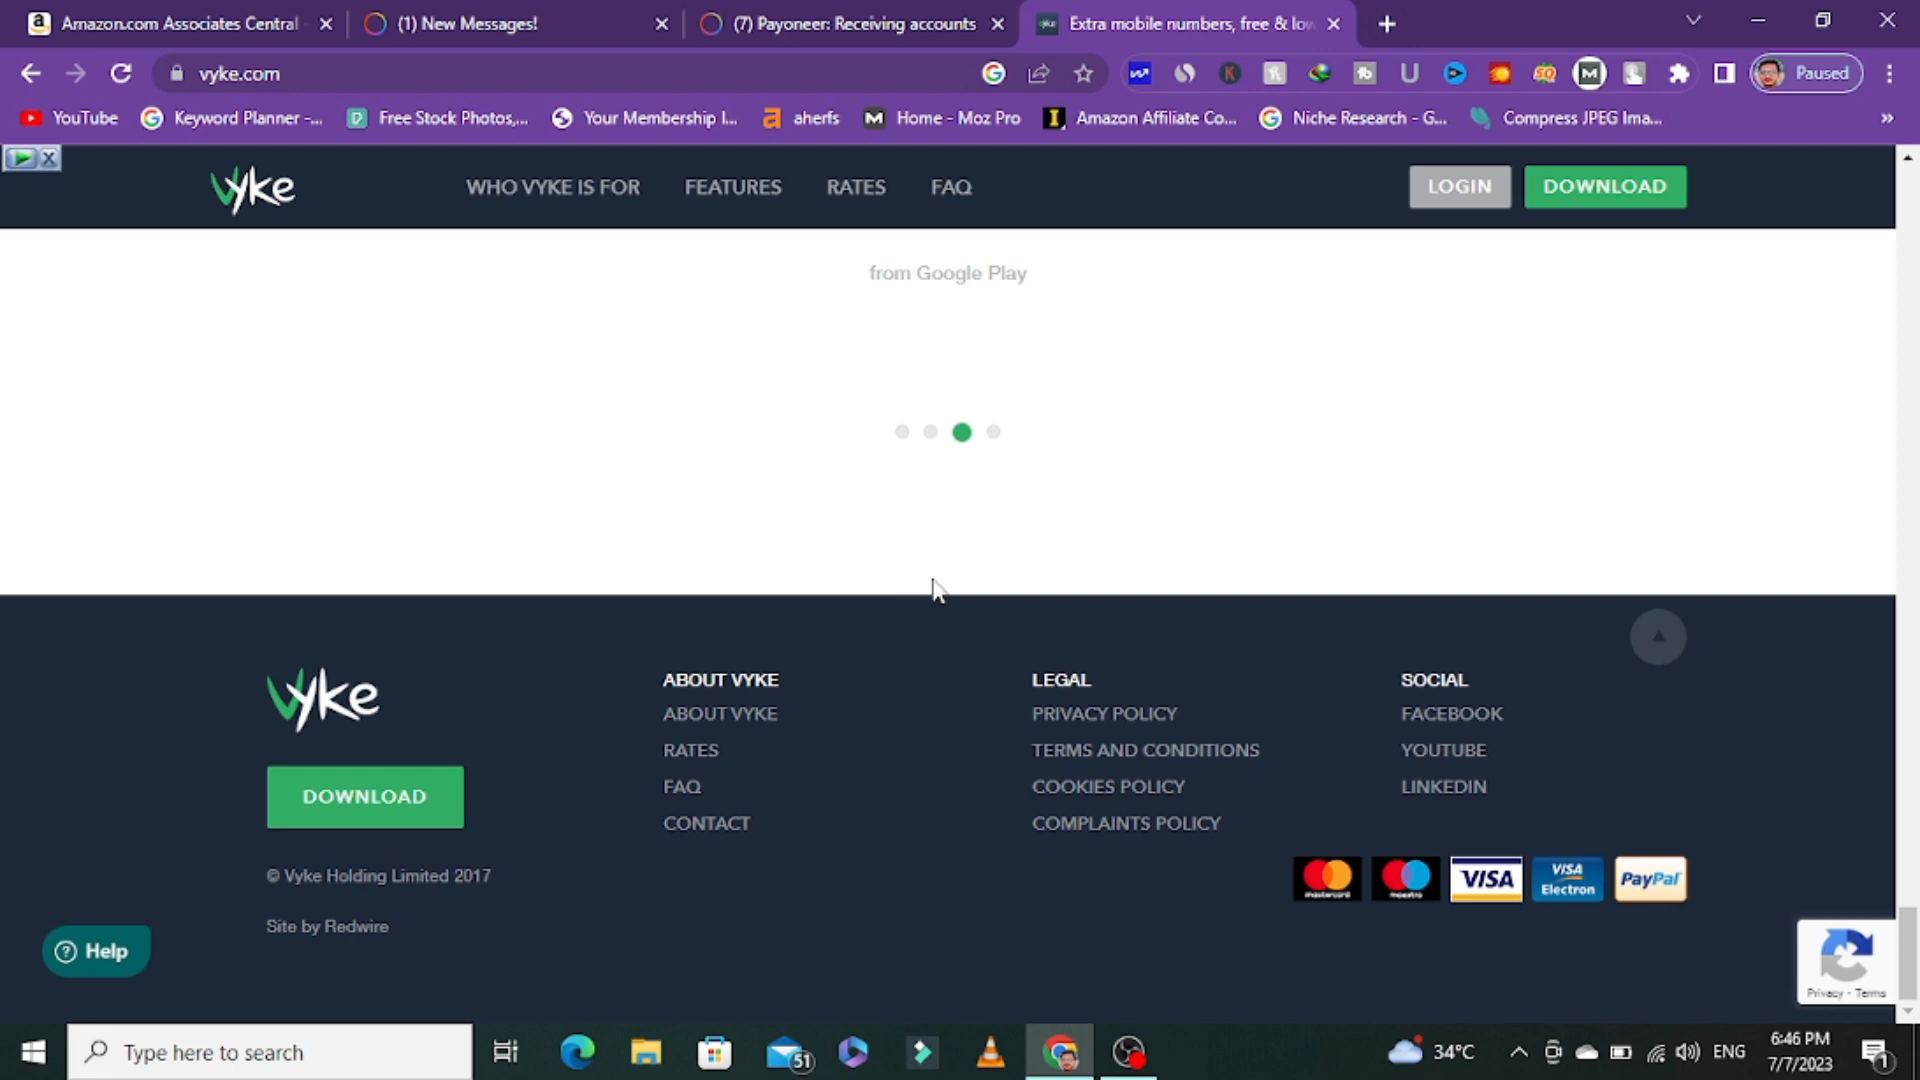 Amazon.com Associates Central
(1) New Messages!
(7) Payoneer: Receiving accounts
Extra mobile numbers, free & lo
vyke.com
Paused
YouTube
Keyword Planner -...
Free Stock Photos,...
Your Membership I...
aherfs
Home - Moz Pro
Amazon Affiliate Co...
Niche Research - G...
Compress JPEG Ima...
vyke
WHO VYKE IS FOR
FEATURES
RATES
FAQ
LOGIN
DOWNLOAD
from Google Play
vyke
DOWNLOAD
© Vyke Holding Limited 2017
Site by Redwire
ABOUT VYKE
ABOUT VYKE
RATES
FAQ
CONTACT
LEGAL
PRIVACY POLICY
TERMS AND CONDITIONS
COOKIES POLICY
COMPLAINTS POLICY
SOCIAL
FACEBOOK
YOUTUBE
LINKEDIN
mastercard
maestro
VISA
VISA
Electron
PayPal
Help
Privacy - Terms
Type here to search
51
34°C
ENG
6:46 PM
7/7/2023
1